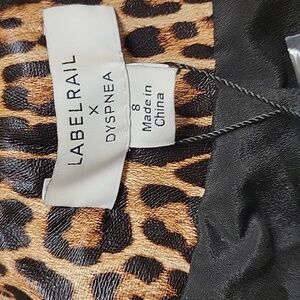 LABELRAIL
X
DYSPNEA
8
Made in
China